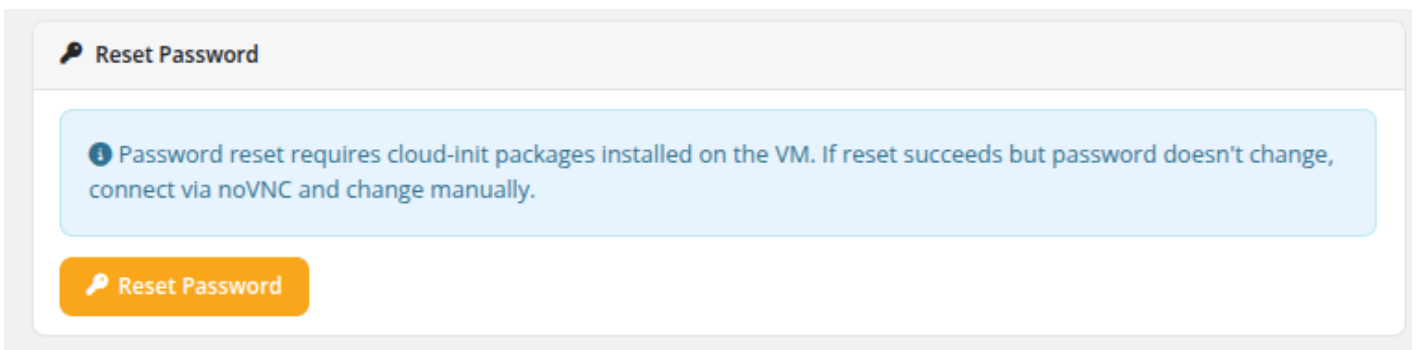 Reset Password
Password reset requires cloud-init packages installed on the VM. If reset succeeds but password doesn't change,
connect via noVNC and change manually.
Reset Password